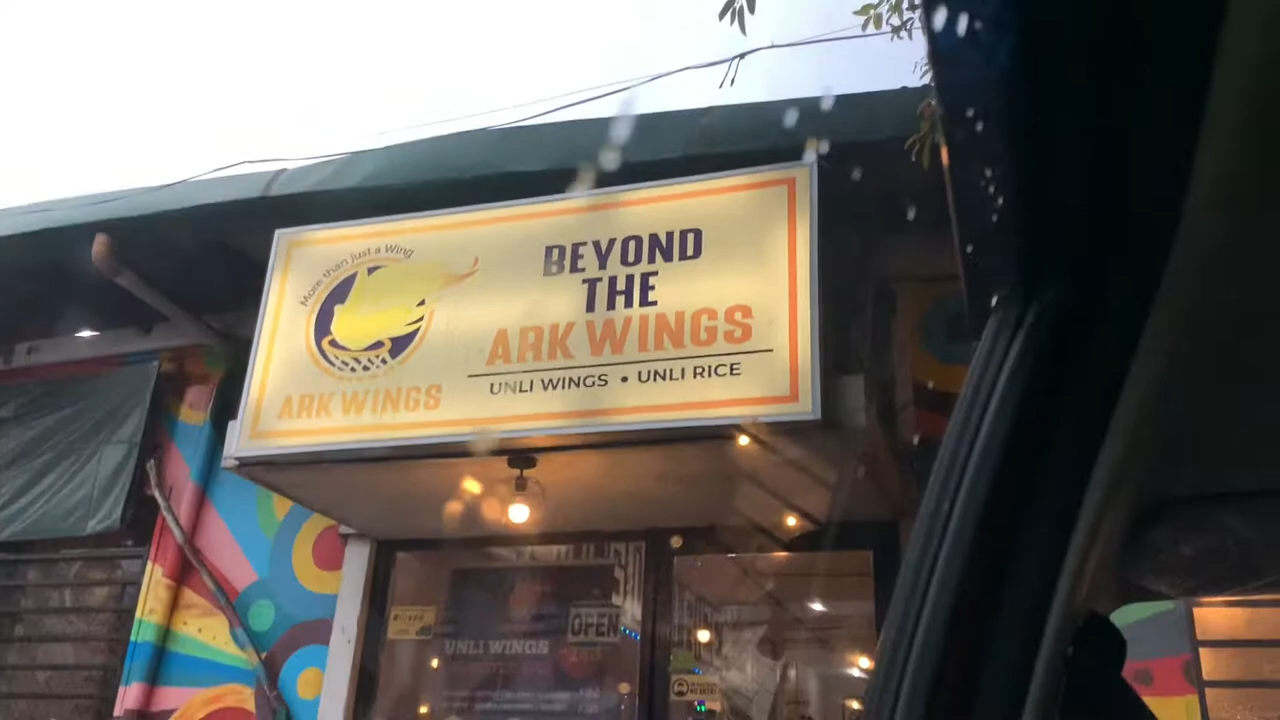 More than just a Wing
ARK WINGS
BEYOND
THE
ARK WINGS
UNLI WINGS • UNLI RICE
OPEN
UNLI WINGS